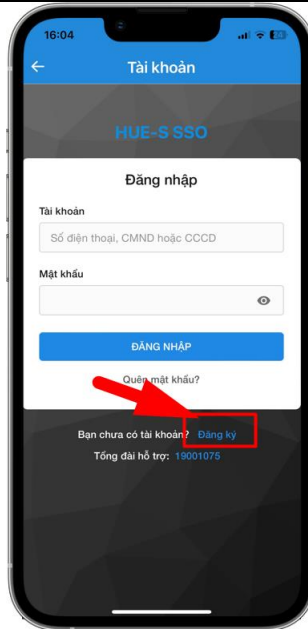 16:04
Tài khoản
HUE-S SSO
Đăng nhập
Tài khoản
Số điện thoại, CMND hoặc CCCD
Mật khẩu
ĐĂNG NHẬP
Quên mật khẩu?
Bạn chưa có tài khoản? Đăng ký
Tổng đài hỗ trợ: 19001075